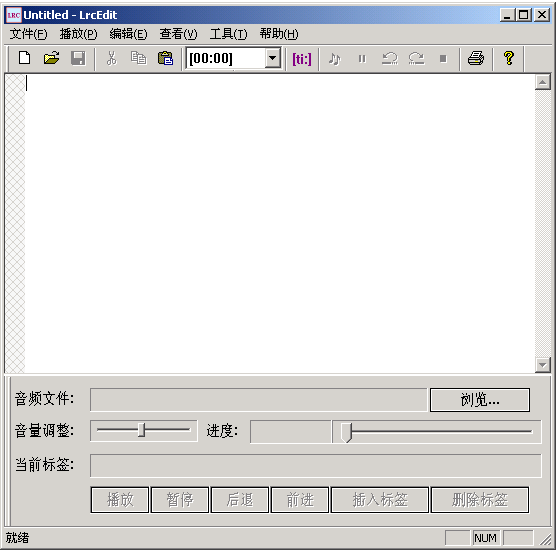 LRC Untitled - LrcEdit
文件(F) 播放(P) 编辑(E) 查看(V) 工具(T) 帮助(H)
[00:00] [ti:] ?
音频文件: 浏览...
音量调整: 进度:
当前标签:
播放 暂停 后退 前进 插入标签 删除标签
就绪 NUM